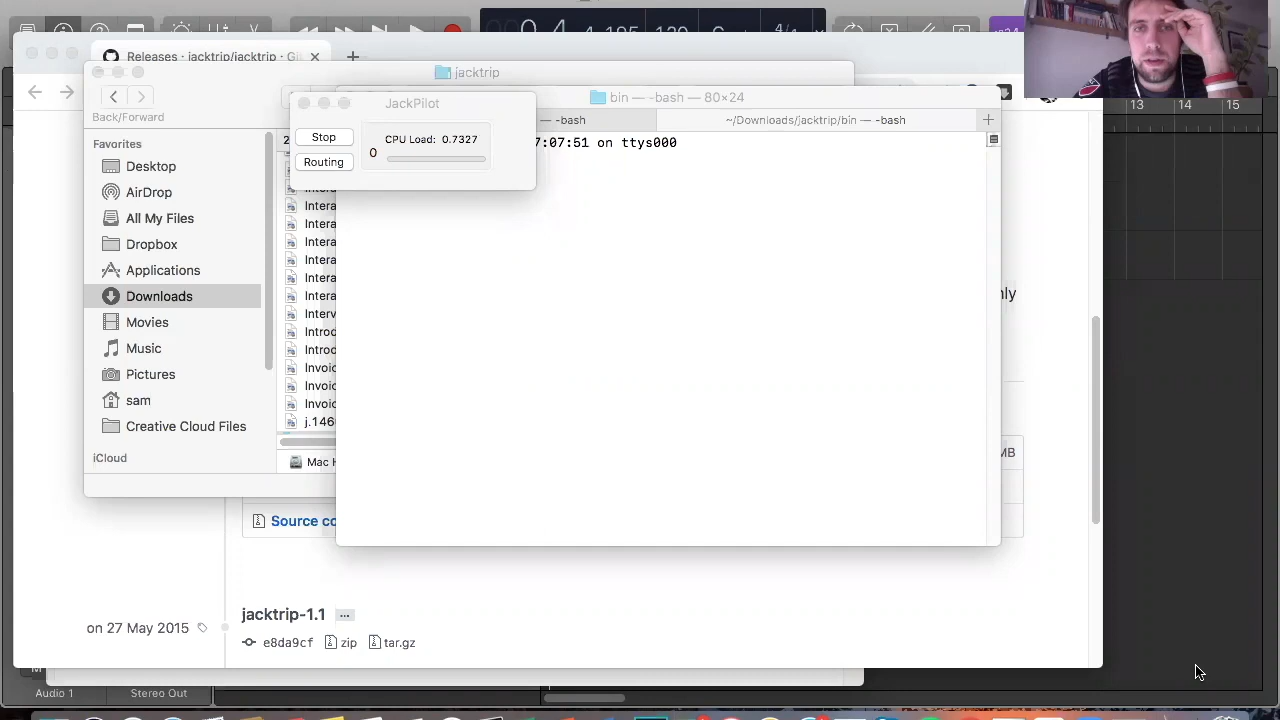 Releases · jacktrip/jacktrip · Gi
jacktrip
Back/Forward
Favorites
Desktop
AirDrop
All My Files
Dropbox
Applications
Downloads
Movies
Music
Pictures
sam
Creative Cloud Files
iCloud
JackPilot
Stop
Routing
CPU Load: 0.7327
0
bin — -bash — 80×24
— -bash
~/Downloads/jacktrip/bin — -bash
7:07:51 on ttys000
Intera
Intera
Intera
Intera
Intera
Intera
Interv
Introd
Introd
Invoic
Invoic
Invoic
j.146
Mac H
nly
MB
Source co
jacktrip-1.1
on 27 May 2015
e8da9cf
zip
tar.gz
13
14
15
M
Audio 1
Stereo Out